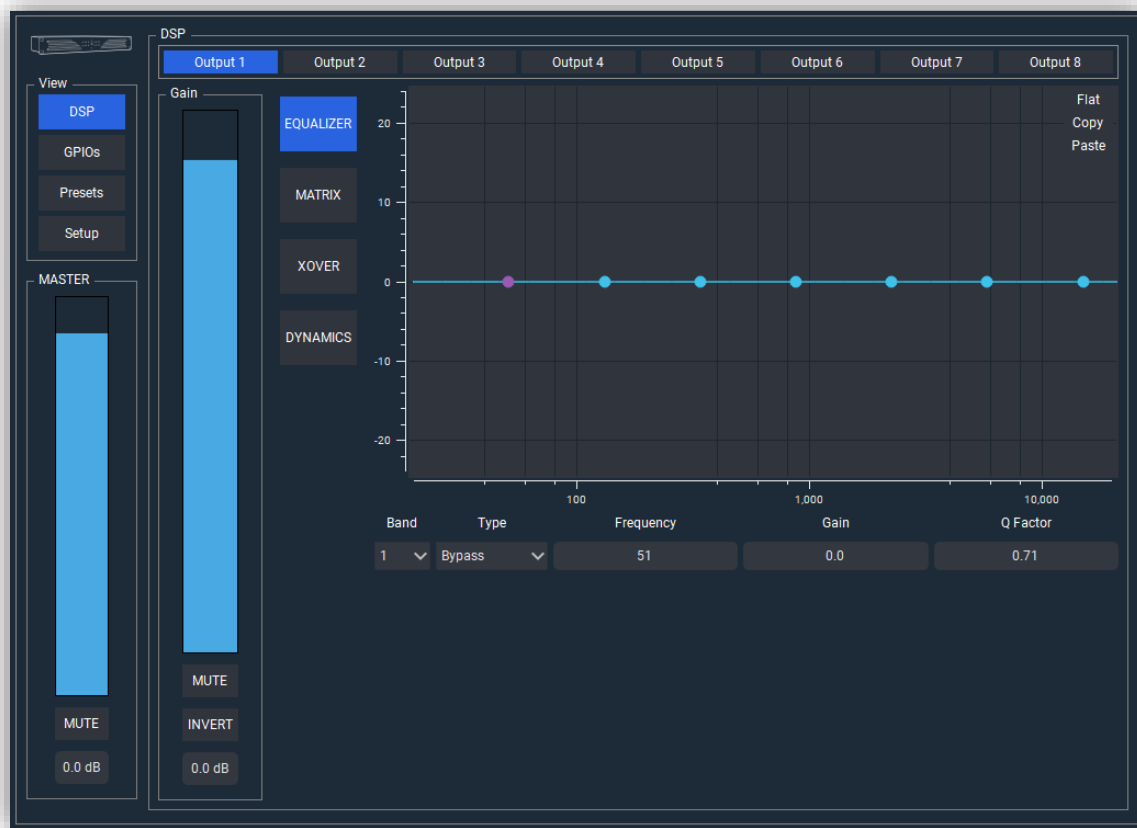 DSP
Output 1 Output 2 Output 3 Output 4 Output 5 Output 6 Output 7 Output 8
View
DSP
GPIOs
Presets
Setup
MASTER
MUTE
0.0 dB
Gain
MUTE
INVERT
0.0 dB
EQUALIZER
MATRIX
XOVER
DYNAMICS
Flat
Copy
Paste
20
10
0
-10
-20
100 1,000 10,000
Band Type Frequency Gain Q Factor
1 Bypass 51 0.0 0.71